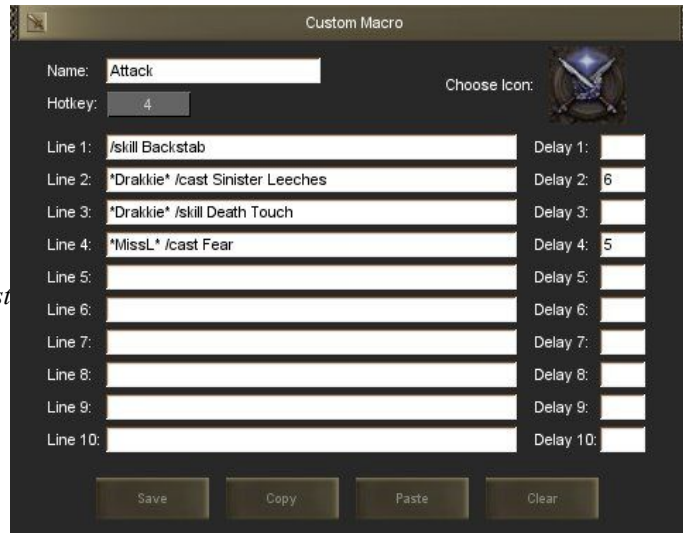 Custom Macro
Name: Attack
Choose Icon:
Hotkey: 4
Line 1: /skill Backstab Delay 1:
Line 2: *Drakkie* /cast Sinister Leeches Delay 2: 6
Line 3: *Drakkie* /skill Death Touch Delay 3:
Line 4: *MissL* /cast Fear Delay 4: 5
Line 5: Delay 5:
st
Line 6: Delay 6:
Line 7: Delay 7:
Line 8: Delay 8:
Line 9: Delay 9:
Line 10: Delay 10:
Save Copy Paste Clear